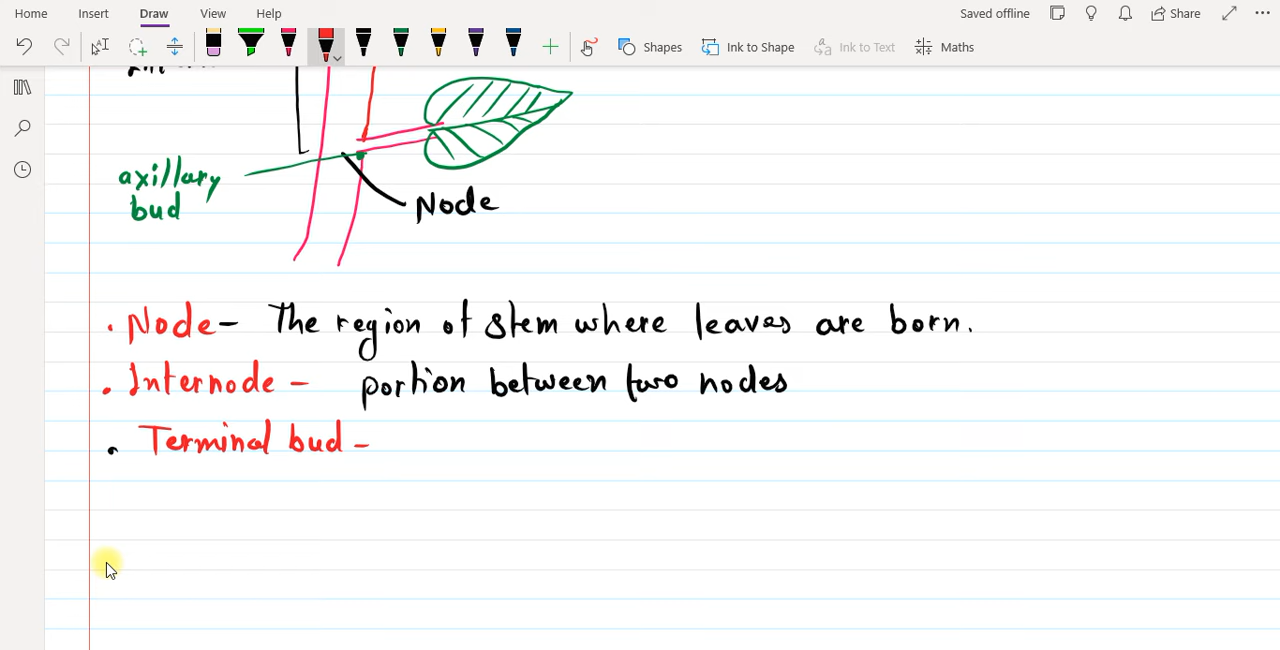 Home Insert Draw View Help Saved offline Share
Shapes Ink to Shape Ink to Text Maths
axillary
bud
Node
· Node - The region of stem where leaves are born.
· Internode - portion between two nodes
· Terminal bud -